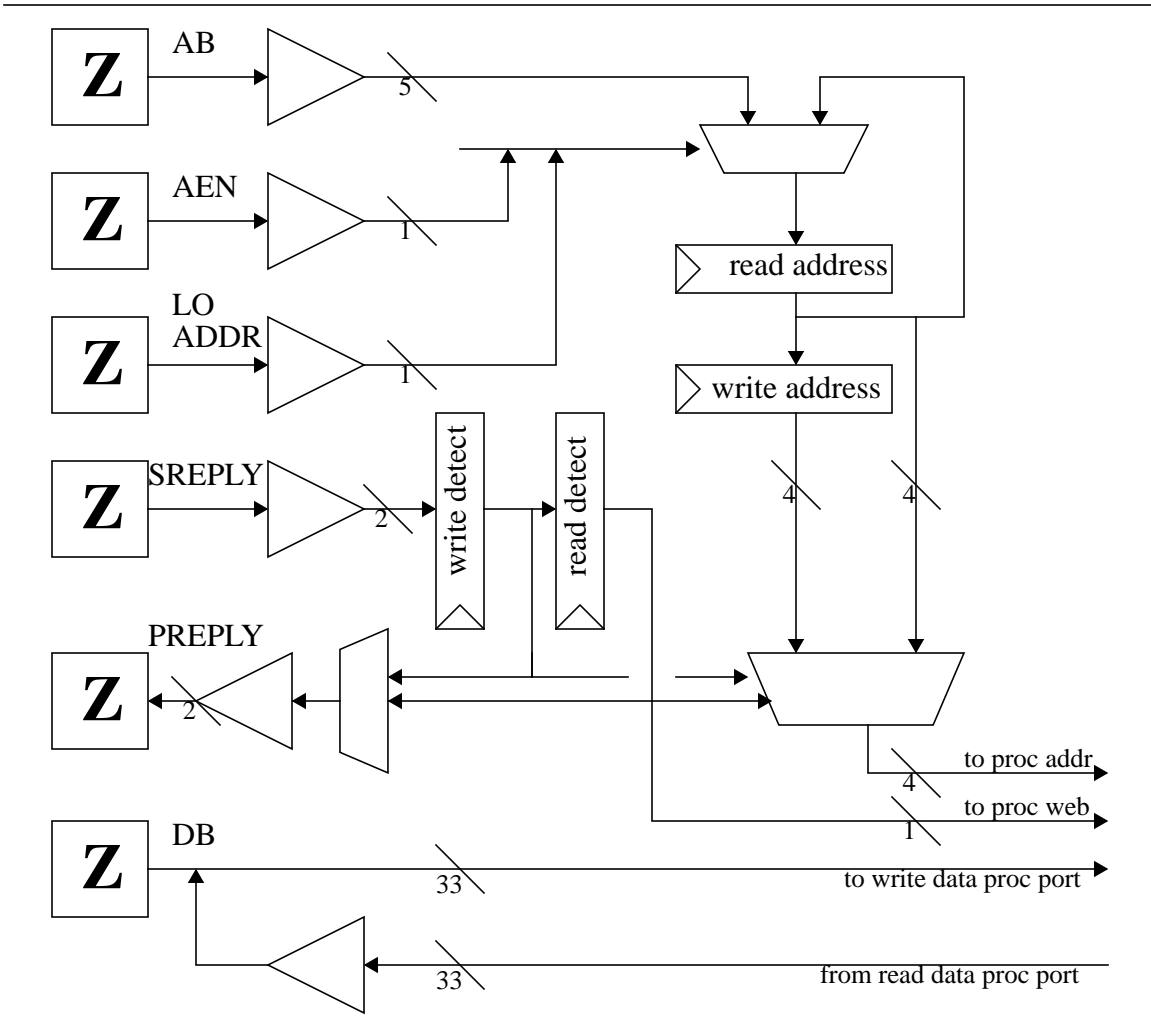 Z
AB
5
Z
AEN
1
read address
Z
LO
ADDR
1
write address
Z
SREPLY
2
write detect
read detect
4
4
Z
PREPLY
2
to proc addr
4
to proc web
1
Z
DB
33
to write data proc port
33
from read data proc port